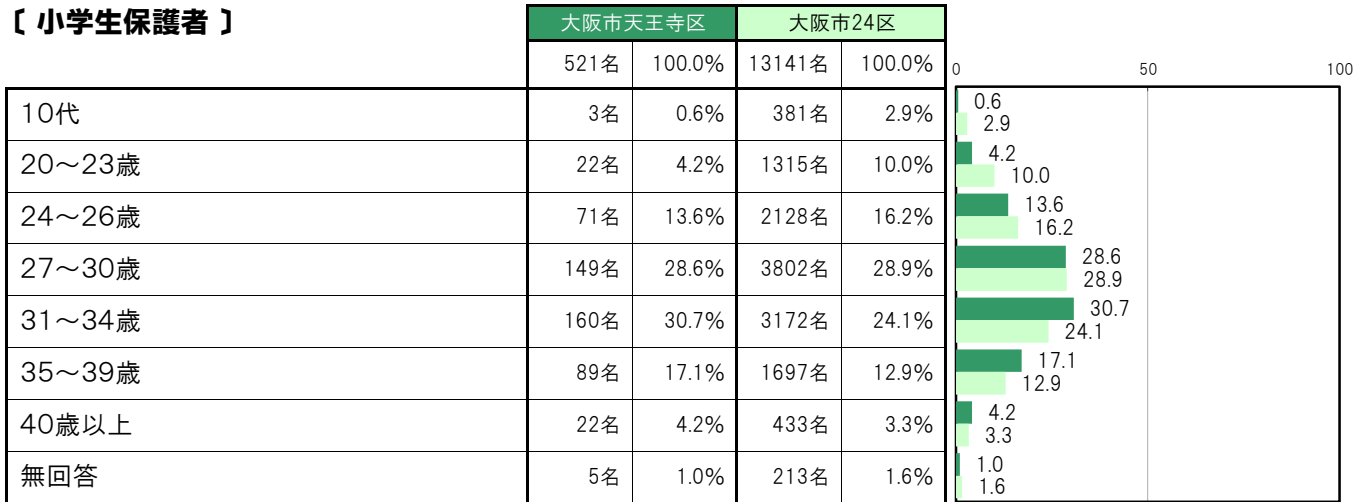 〔 小学生保護者 〕
大阪市天王寺区 大阪市24区
521名 100.0% 13141名 100.0%
0 50 100
10代 3名 0.6% 381名 2.9%
0.6
2.9
20～23歳 22名 4.2% 1315名 10.0%
4.2
10.0
24～26歳 71名 13.6% 2128名 16.2%
13.6
16.2
27～30歳 149名 28.6% 3802名 28.9%
28.6
28.9
31～34歳 160名 30.7% 3172名 24.1%
30.7
24.1
35～39歳 89名 17.1% 1697名 12.9%
17.1
12.9
40歳以上 22名 4.2% 433名 3.3%
4.2
3.3
無回答 5名 1.0% 213名 1.6%
1.0
1.6